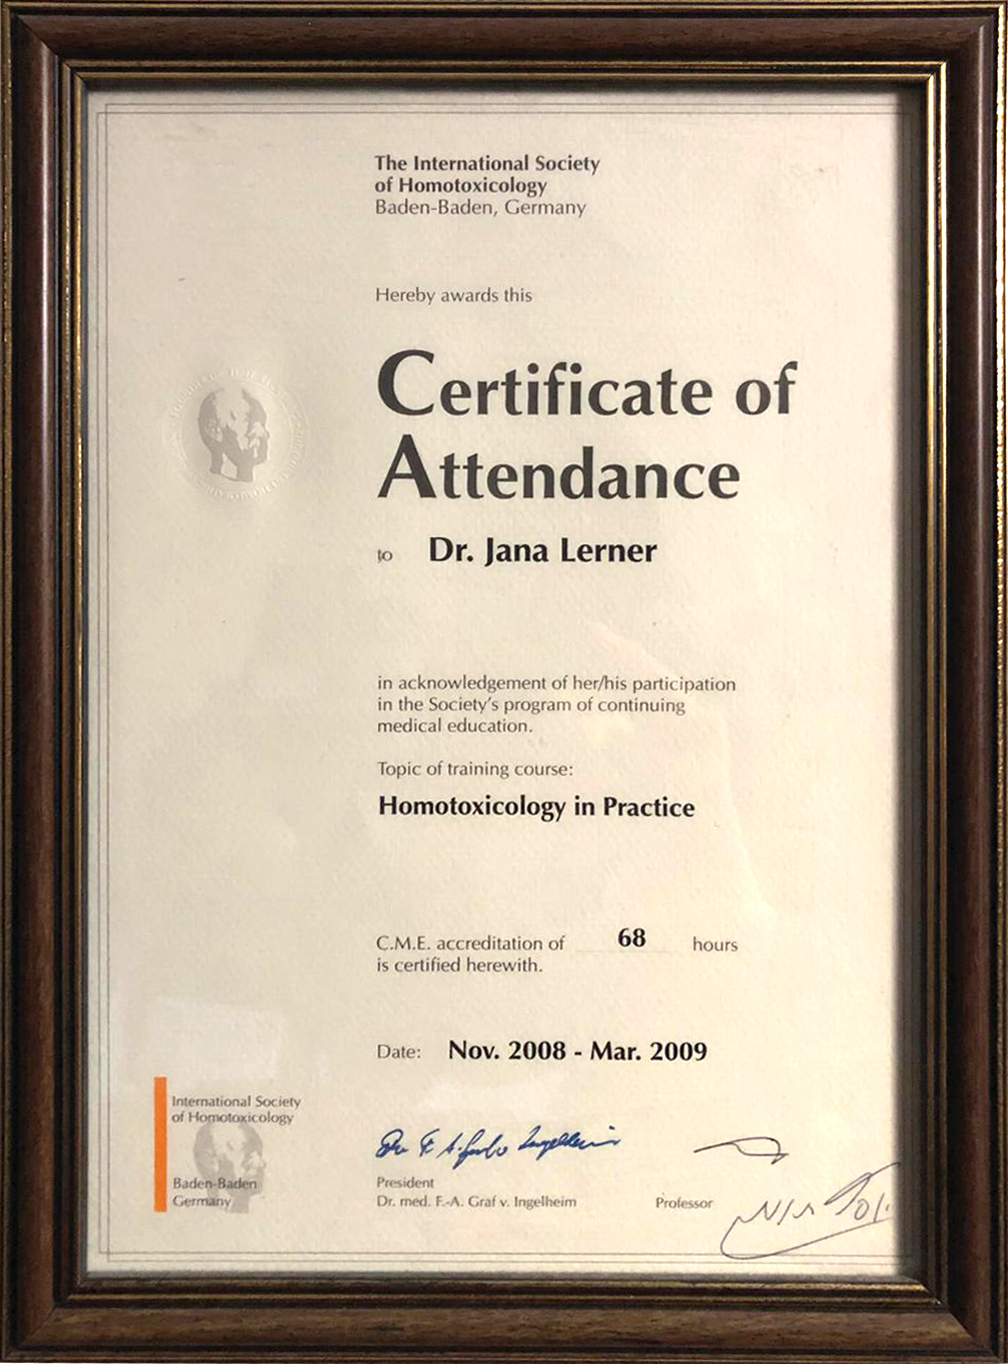 The International Society
of Homotoxicology
Baden-Baden, Germany
Hereby awards this
Certificate of
Attendance
to Dr. Jana Lerner
in acknowledgement of her/his participation
in the Society's program of continuing
medical education.
Topic of training course:
Homotoxicology in Practice
C.M.E. accreditation of 68 hours
is certified herewith.
Date: Nov. 2008 - Mar. 2009
International Society
of Homotoxicology
Baden-Baden
Germany
President
Dr. med. F.-A. Graf v. Ingelheim
Professor